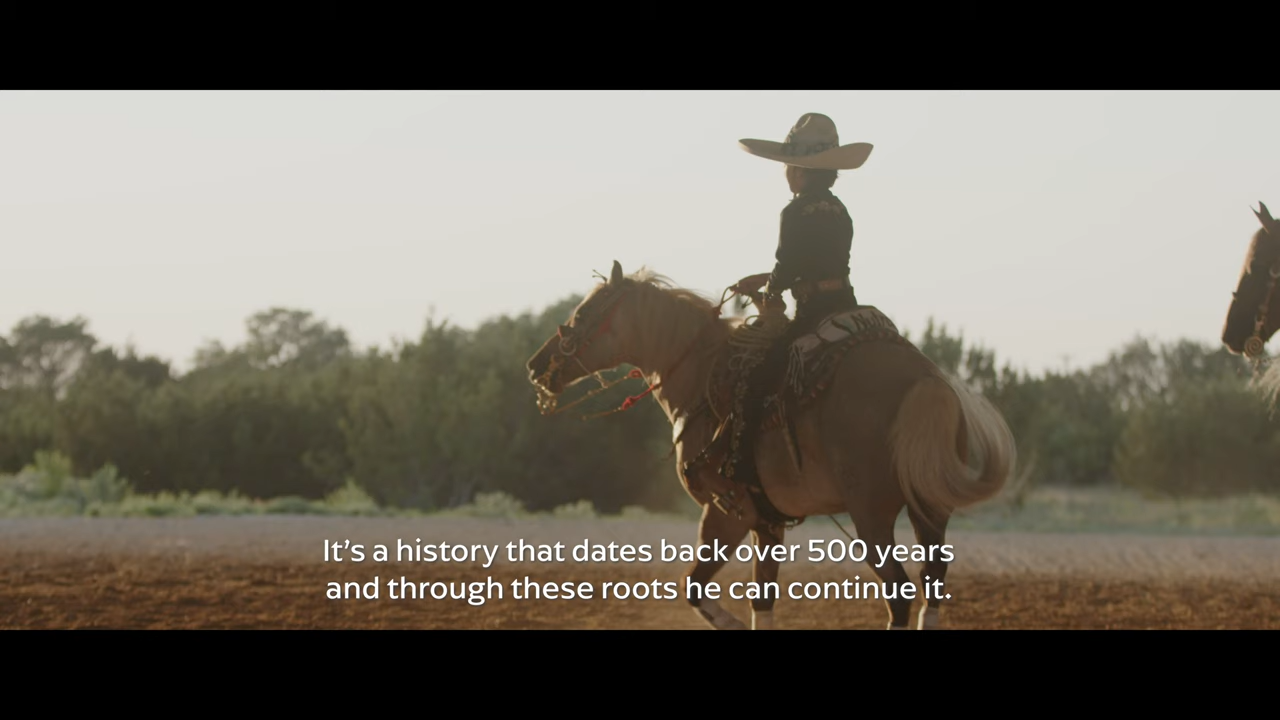 It's a history that dates back over 500 years
and through these roots he can continue it.